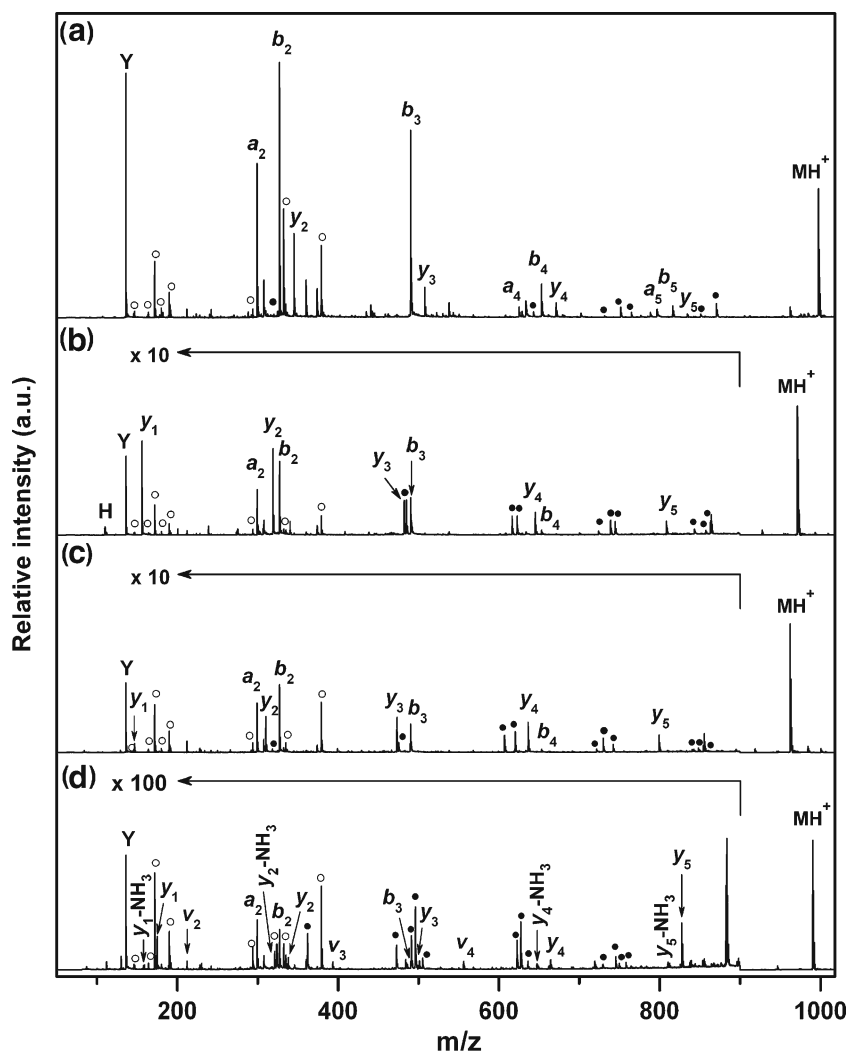 (a)
Y
a2
b2
y2
b3
y3
a4
b4
y4
a5
b5
y5
MH+
(b)
x 10
H
Y
y1
a2
y2
b2
y3
b3
y4
b4
y5
MH+
(c)
x 10
Y
y1
a2
y2
b2
y3
b3
y4
b4
y5
MH+
(d)
x 100
Y
y1-NH3
y1
v2
a2
y2-NH3
b2
y2
v3
b3
y3
v4
y4-NH3
y4
y5-NH3
y5
MH+
200
400
600
800
1000
m/z
Relative intensity (a.u.)